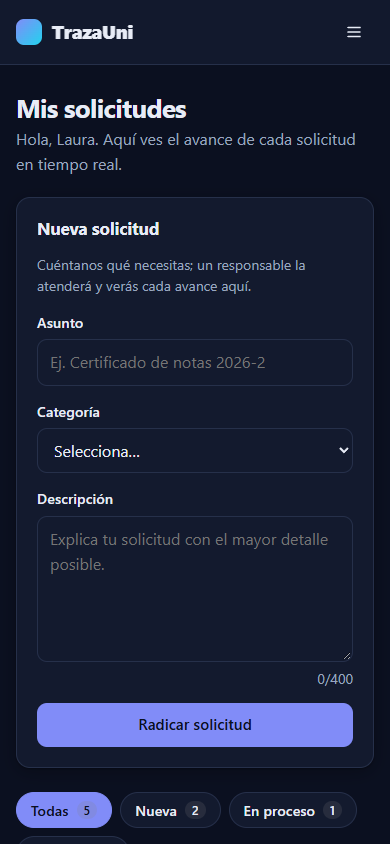 TrazaUni
Mis solicitudes
Hola, Laura. Aquí ves el avance de cada solicitud
en tiempo real.
Nueva solicitud
Cuéntanos qué necesitas; un responsable la
atenderá y verás cada avance aquí.
Asunto
Ej. Certificado de notas 2026-2
Categoría
Selecciona...
Descripción
Explica tu solicitud con el mayor detalle
posible.
0/400
Radicar solicitud
Todas 5 Nueva 2 En proceso 1